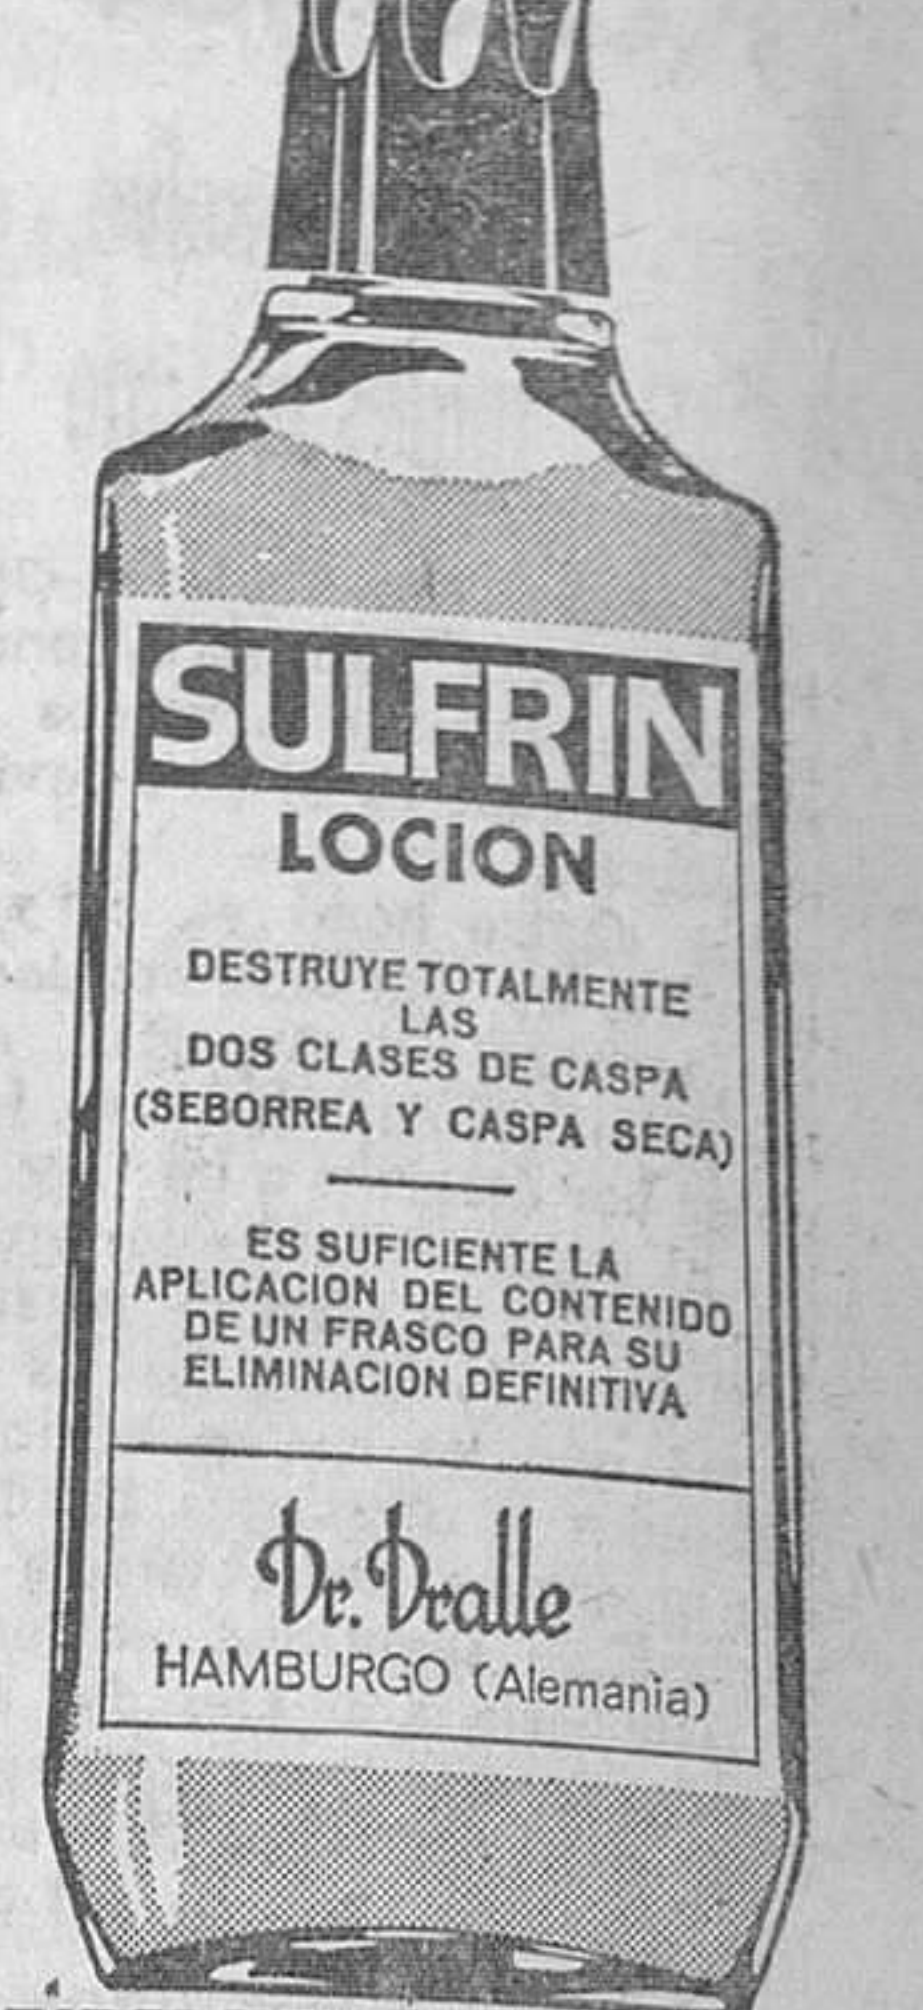 SULFRIN
LOCION
DESTRUYE TOTALMENTE
LAS
DOS CLASES DE CASPA
(SEBORREA Y CASPA SECA)
ES SUFICIENTE LA
APLICACION DEL CONTENIDO
DE UN FRASCO PARA SU
ELIMINACION DEFINITIVA
Dr. Dralle
HAMBURGO (Alemania)